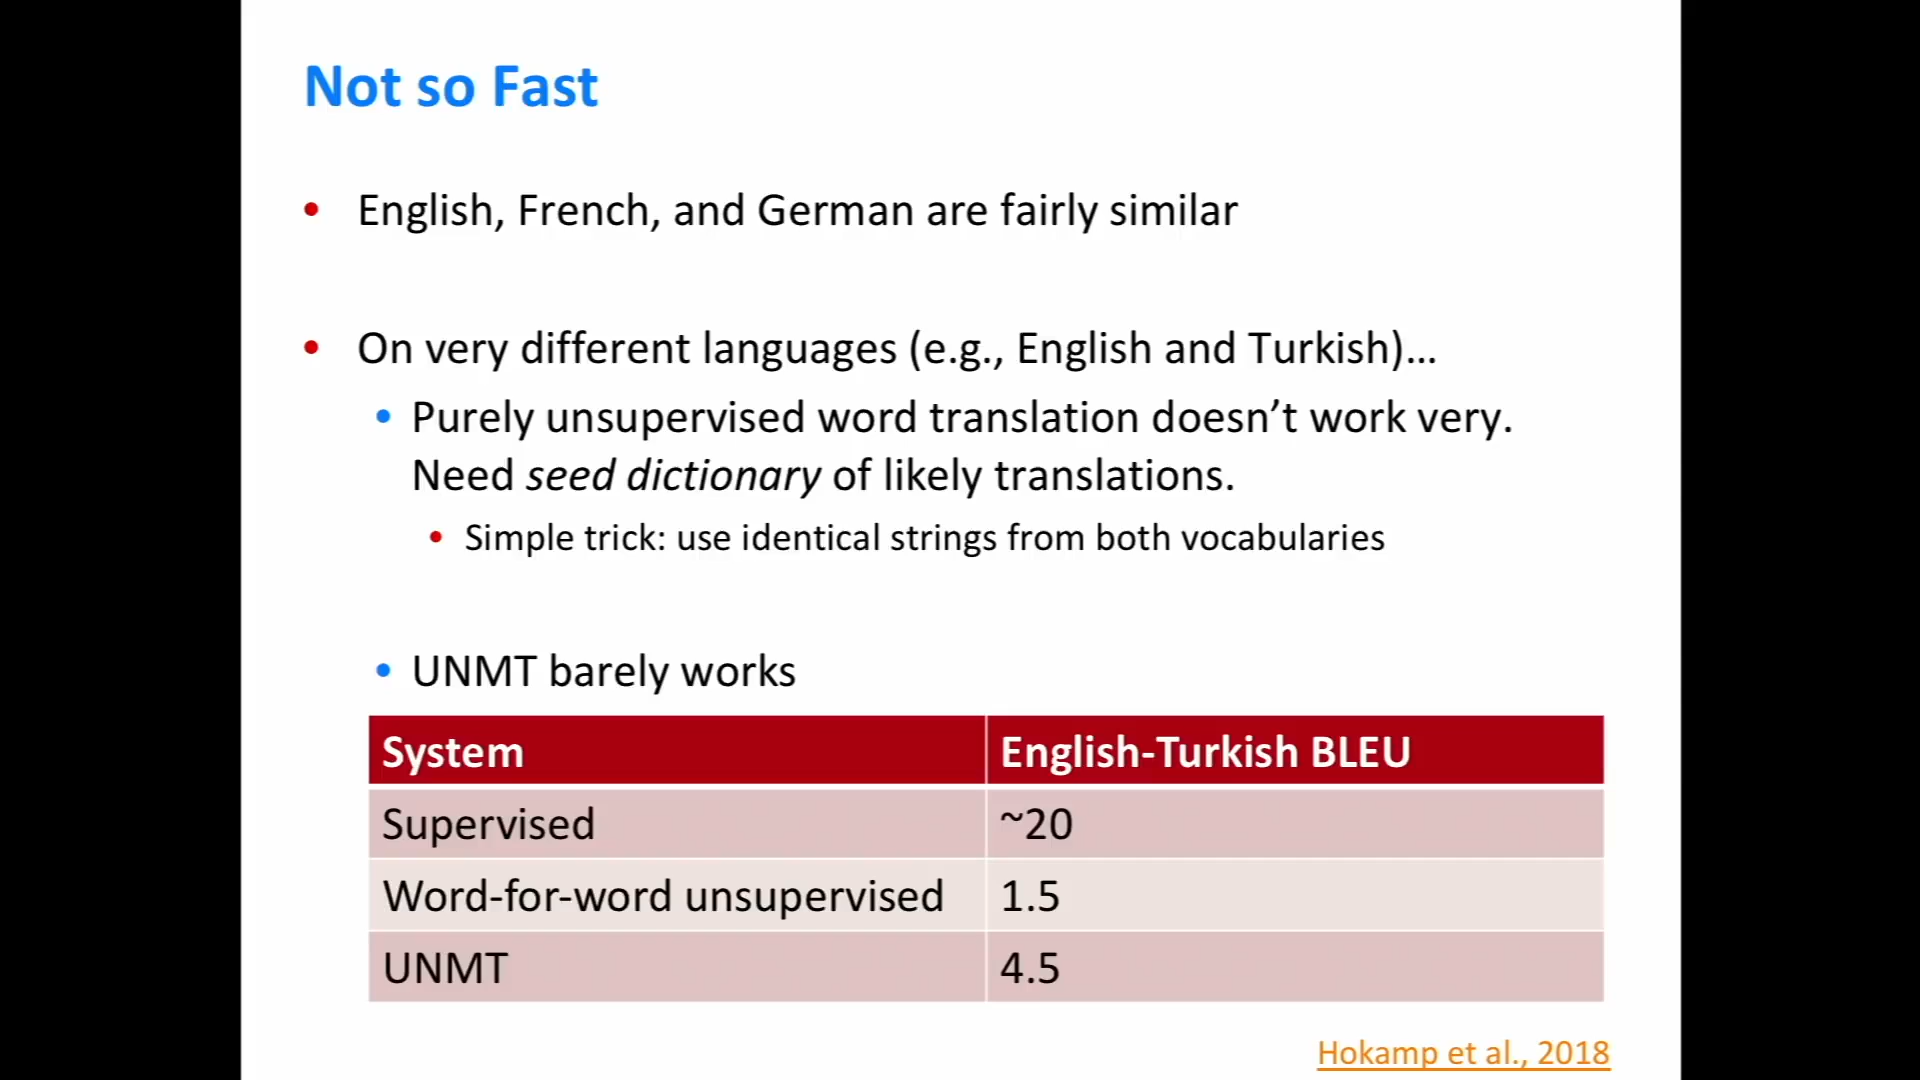 Not so Fast
• English, French, and German are fairly similar
• On very different languages (e.g., English and Turkish)...
• Purely unsupervised word translation doesn’t work very.
Need seed dictionary of likely translations.
• Simple trick: use identical strings from both vocabularies
• UNMT barely works
System English-Turkish BLEU
Supervised ~20
Word-for-word unsupervised 1.5
UNMT 4.5
Hokamp et al., 2018